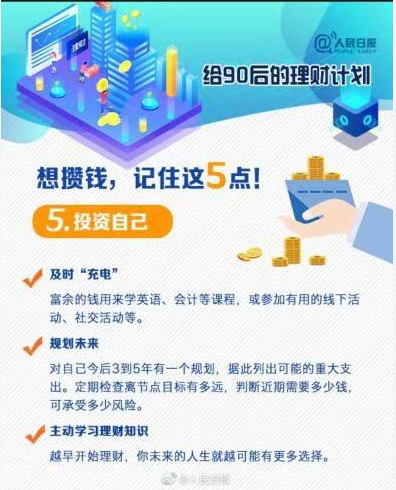 @人民日报
PEOPLE'S DAILY
给90后的理财计划
想攒钱，记住这5点！
5.投资自己
及时“充电”
富余的钱用来学英语、会计等课程，或参加有用的线下活
动、社交活动等。
规划未来
对自己今后3到5年有一个规划，据此列出可能的重大支
出。定期检查离节点目标有多远，判断近期需要多少钱，
可承受多少风险。
主动学习理财知识
越早开始理财，你未来的人生就越可能有更多选择。
@人民日报